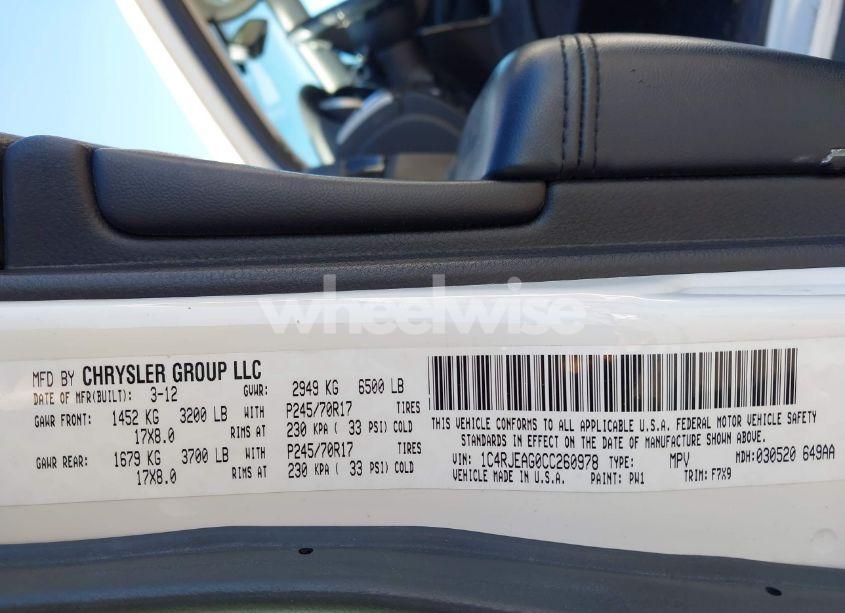 wheelwise
MFD BY CHRYSLER GROUP LLC
DATE OF MFR(BUILT): 3-12 GVWR: 2949 KG 6500 LB
GAWR FRONT: 1452 KG 3200 LB WITH P245/70R17 TIRES
17X8.0 RIMS AT 230 KPA ( 33 PSI) COLD
GAWR REAR: 1679 KG 3700 LB WITH P245/70R17 TIRES
17X8.0 RIMS AT 230 KPA ( 33 PSI) COLD
THIS VEHICLE CONFORMS TO ALL APPLICABLE U.S.A. FEDERAL MOTOR VEHICLE SAFETY
STANDARDS IN EFFECT ON THE DATE OF MANUFACTURE SHOWN ABOVE.
VIN: 1C4RJEAG0CC260978 TYPE: MPV MDH:030520 649AA
VEHICLE MADE IN U.S.A. PAINT: PW1 TRIM: F7X9